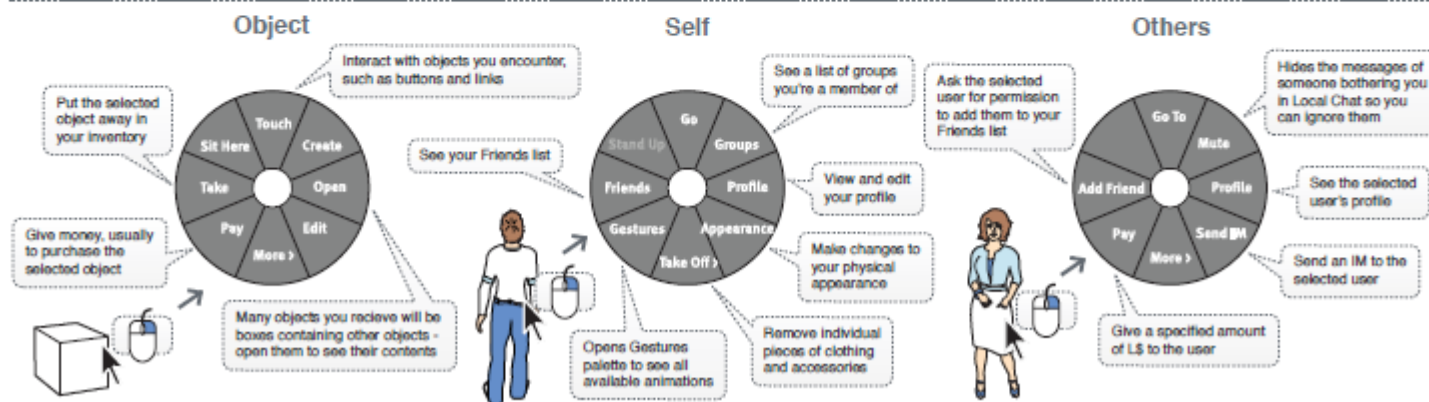 Object
Interact with objects you encounter,
such as buttons and links
Put the selected
object away in
your inventory
Give money, usually
to purchase the
selected object
Many objects you recieve will be
boxes containing other objects -
open them to see their contents
Touch
Create
Open
Edit
More >
Pay
Take
Sit Here
Self
See a list of groups
you're a member of
See your Friends list
View and edit
your profile
Make changes to
your physical
appearance
Remove individual
pieces of clothing
and accessories
Opens Gestures
palette to see all
available animations
Go
Groups
Profile
Appearance
Take Off >
Gestures
Friends
Stand Up
Others
Ask the selected
user for permission
to add them to your
Friends list
Hides the messages of
someone bothering you
in Local Chat so you
can ignore them
See the selected
user's profile
Send an IM to the
selected user
Give a specified amount
of L$ to the user
Go To
Mute
Profile
Send IM
More >
Pay
Add Friend